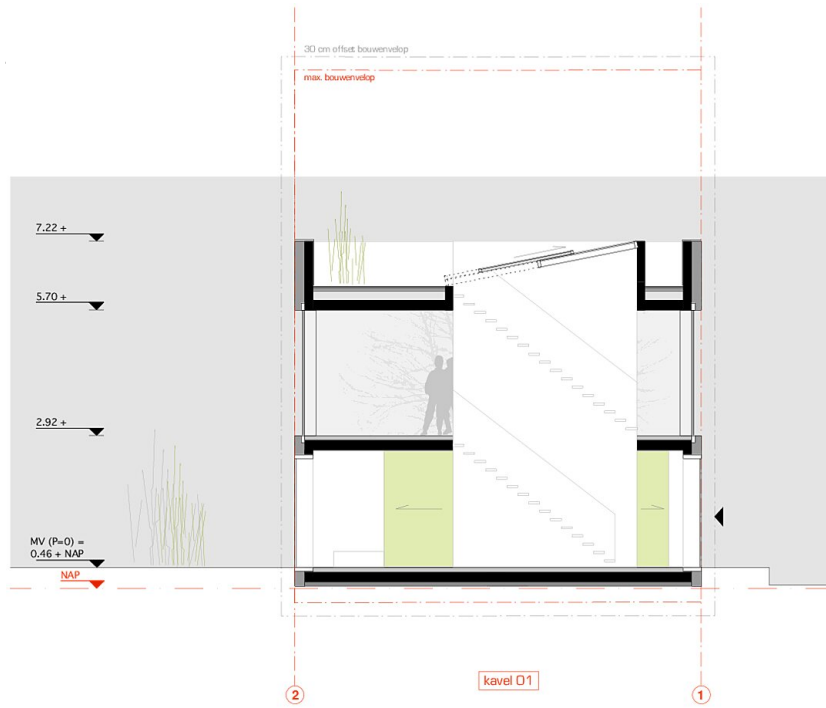 30 cm offset bouwenvelop
max. bouwenvelop
7.22 +
5.70 +
2.92 +
MV (P=0) =
0.46 + NAP
NAP
kavel 01
2
1